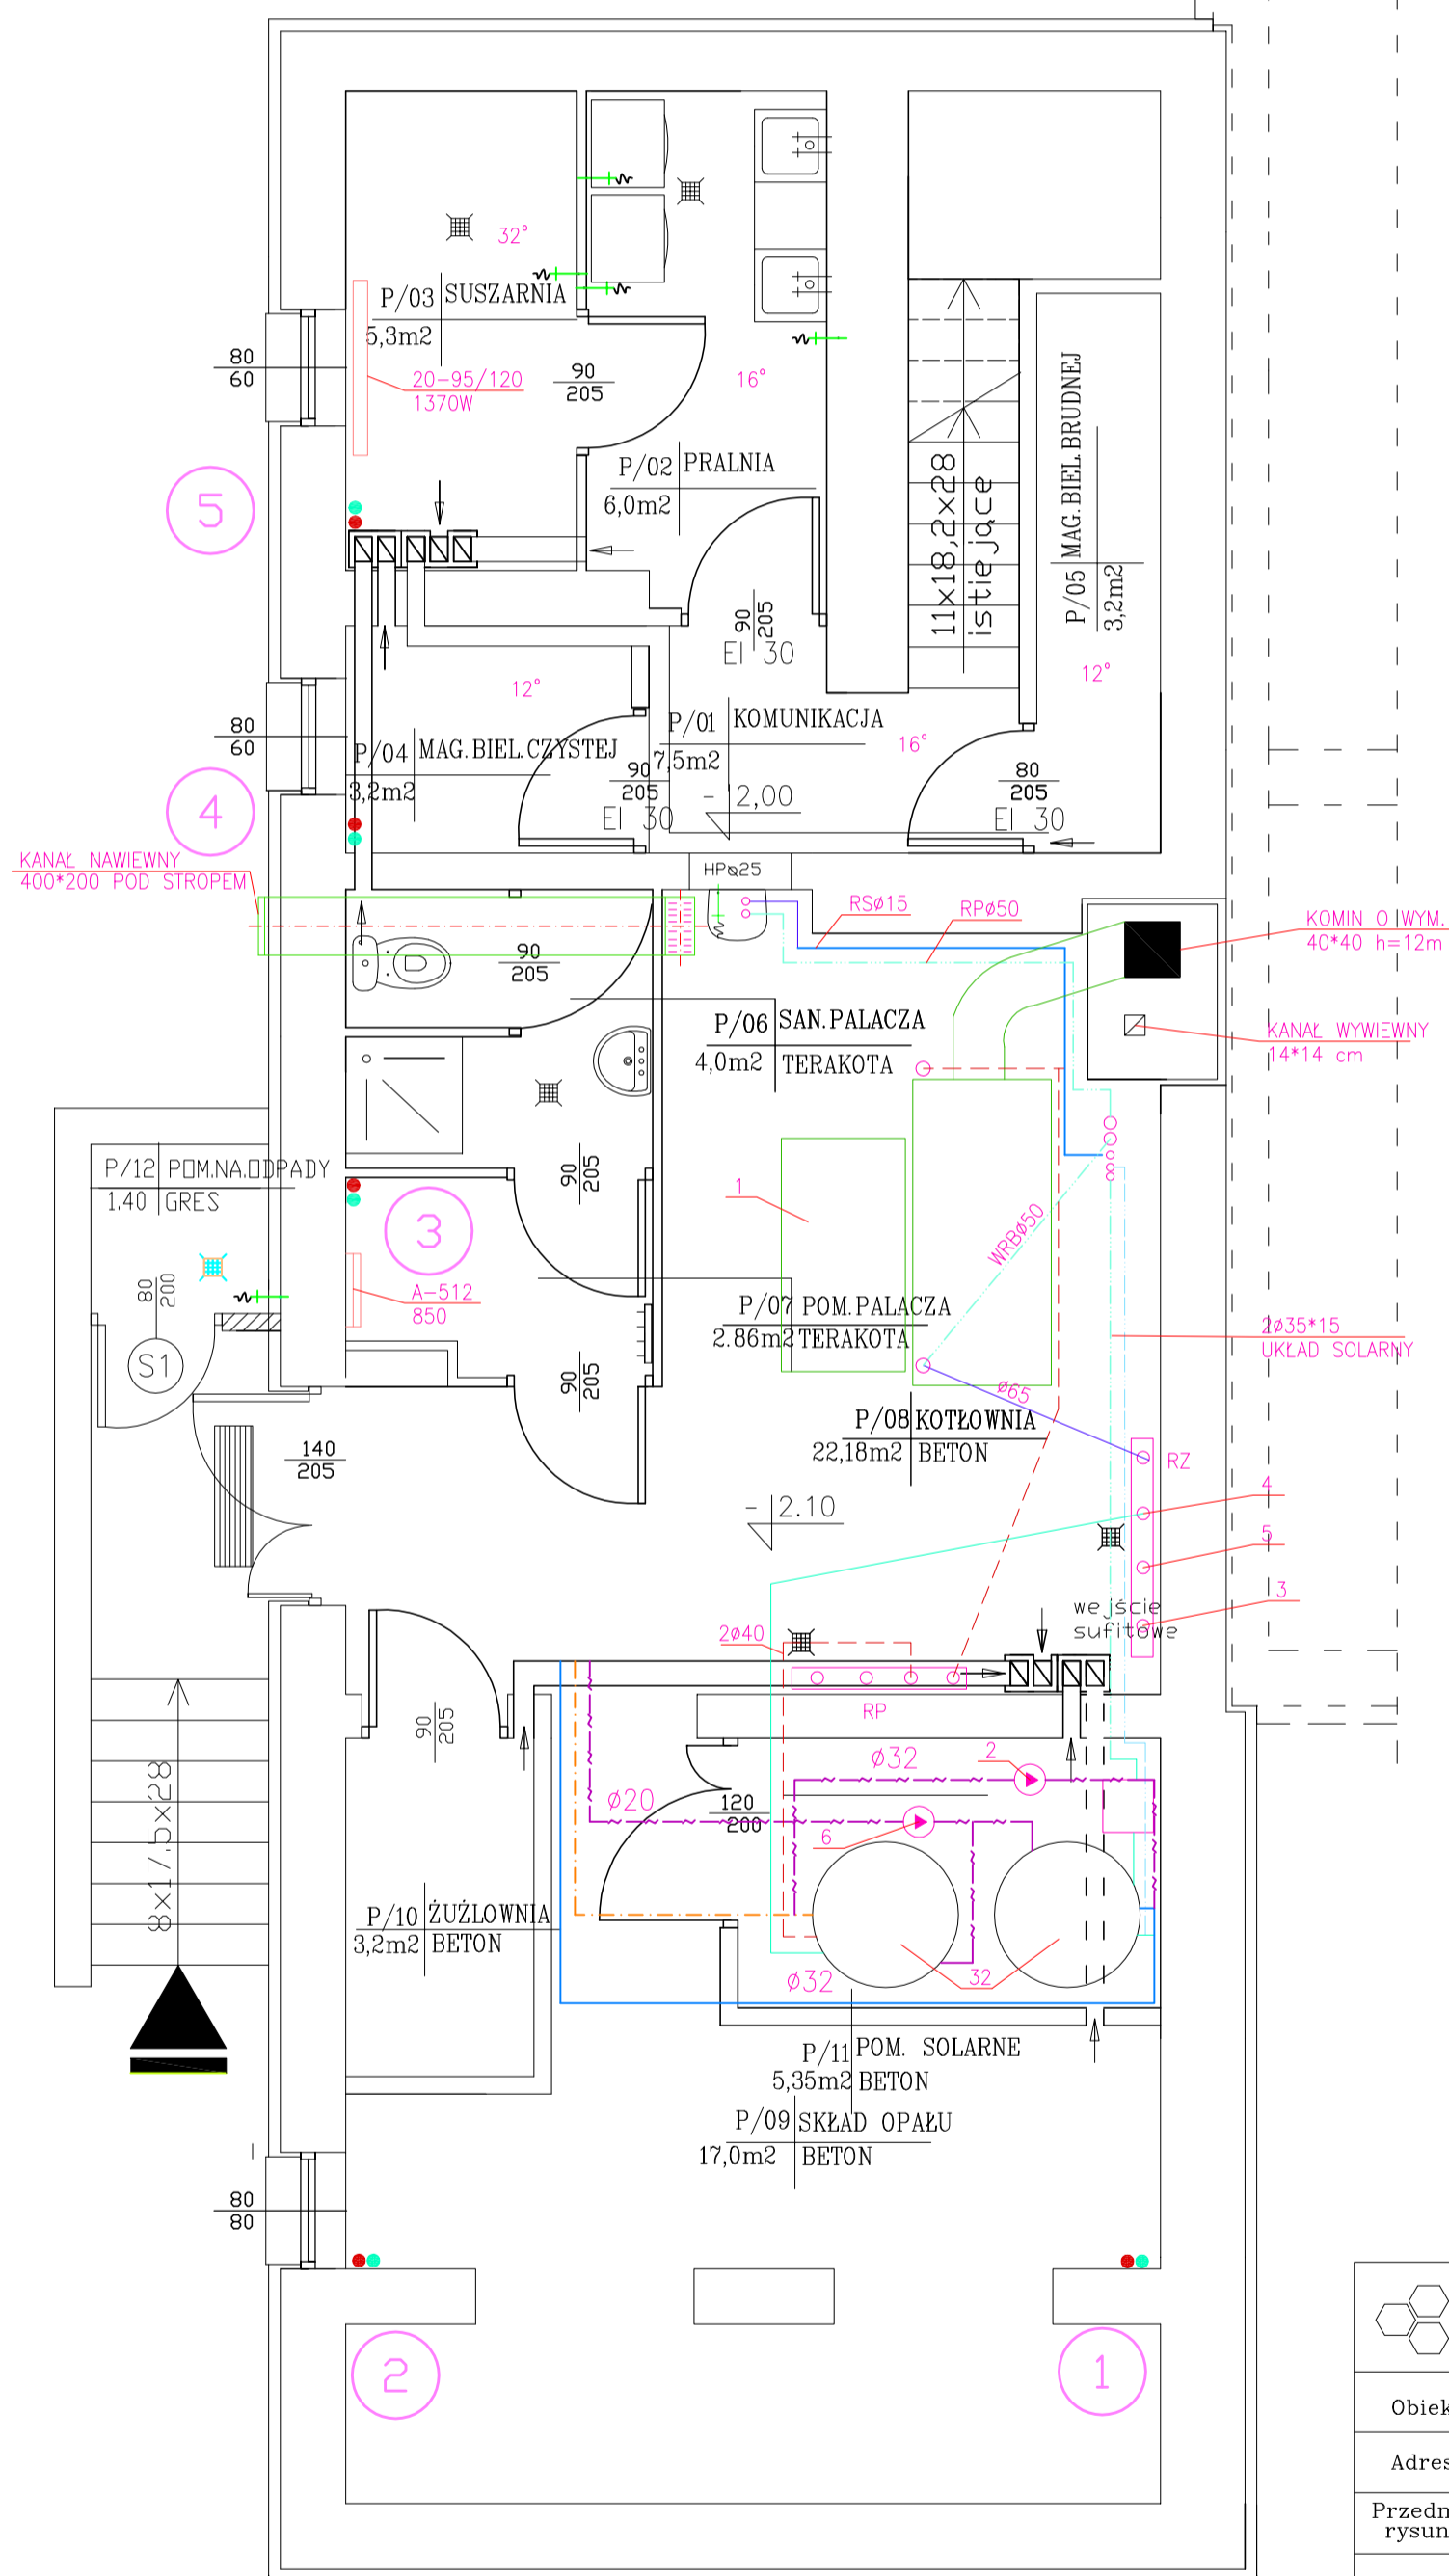 32°
P/03 SUSZARNIA
5,3m2
80
60
20-95/120
1370W
90
205
16°
P/02 PRALNIA
6,0m2
11x18,2x28
istiejące
P/05 MAG.BIEL.BRUDNEJ
3,2m2
12°
5
90
205
EI 30
12°
P/01 KOMUNIKACJA
7,5m2
16°
80
60
P/04 MAG.BIEL.CZYSTEJ
3,2m2
90
205
EI 30
- 2,00
80
205
EI 30
4
KANAŁ NAWIEWNY
400*200 POD STROPEM
HPø25
RSø15
RPø50
KOMIN O WYM.
40*40 h=12m
90
205
P/06 SAN.PALACZA
4,0m2 TERAKOTA
KANAŁ WYWIEWNY
14*14 cm
P/12 POM.NA.ODPADY
1.40 GRES
90
205
1
WRBø50
3
80
200
A-512
850
P/07 POM.PALACZA
2.86m2 TERAKOTA
2ø35*15
UKŁAD SOLARNY
S1
90
205
ø65
P/08 KOTŁOWNIA
22,18m2 BETON
RZ
140
205
4
- 2.10
5
3
wejście
sufitowe
2ø40
RP
90
205
8x17.5x28
ø32
2
ø20
120
200
6
P/10 ŻUŻLOWNIA
3,2m2 BETON
ø32
32
P/11 POM. SOLARNE
5,35m2 BETON
P/09 SKŁAD OPAŁU
17,0m2 BETON
80
80
2
1
Obiek
Adres
Przedn
rysun